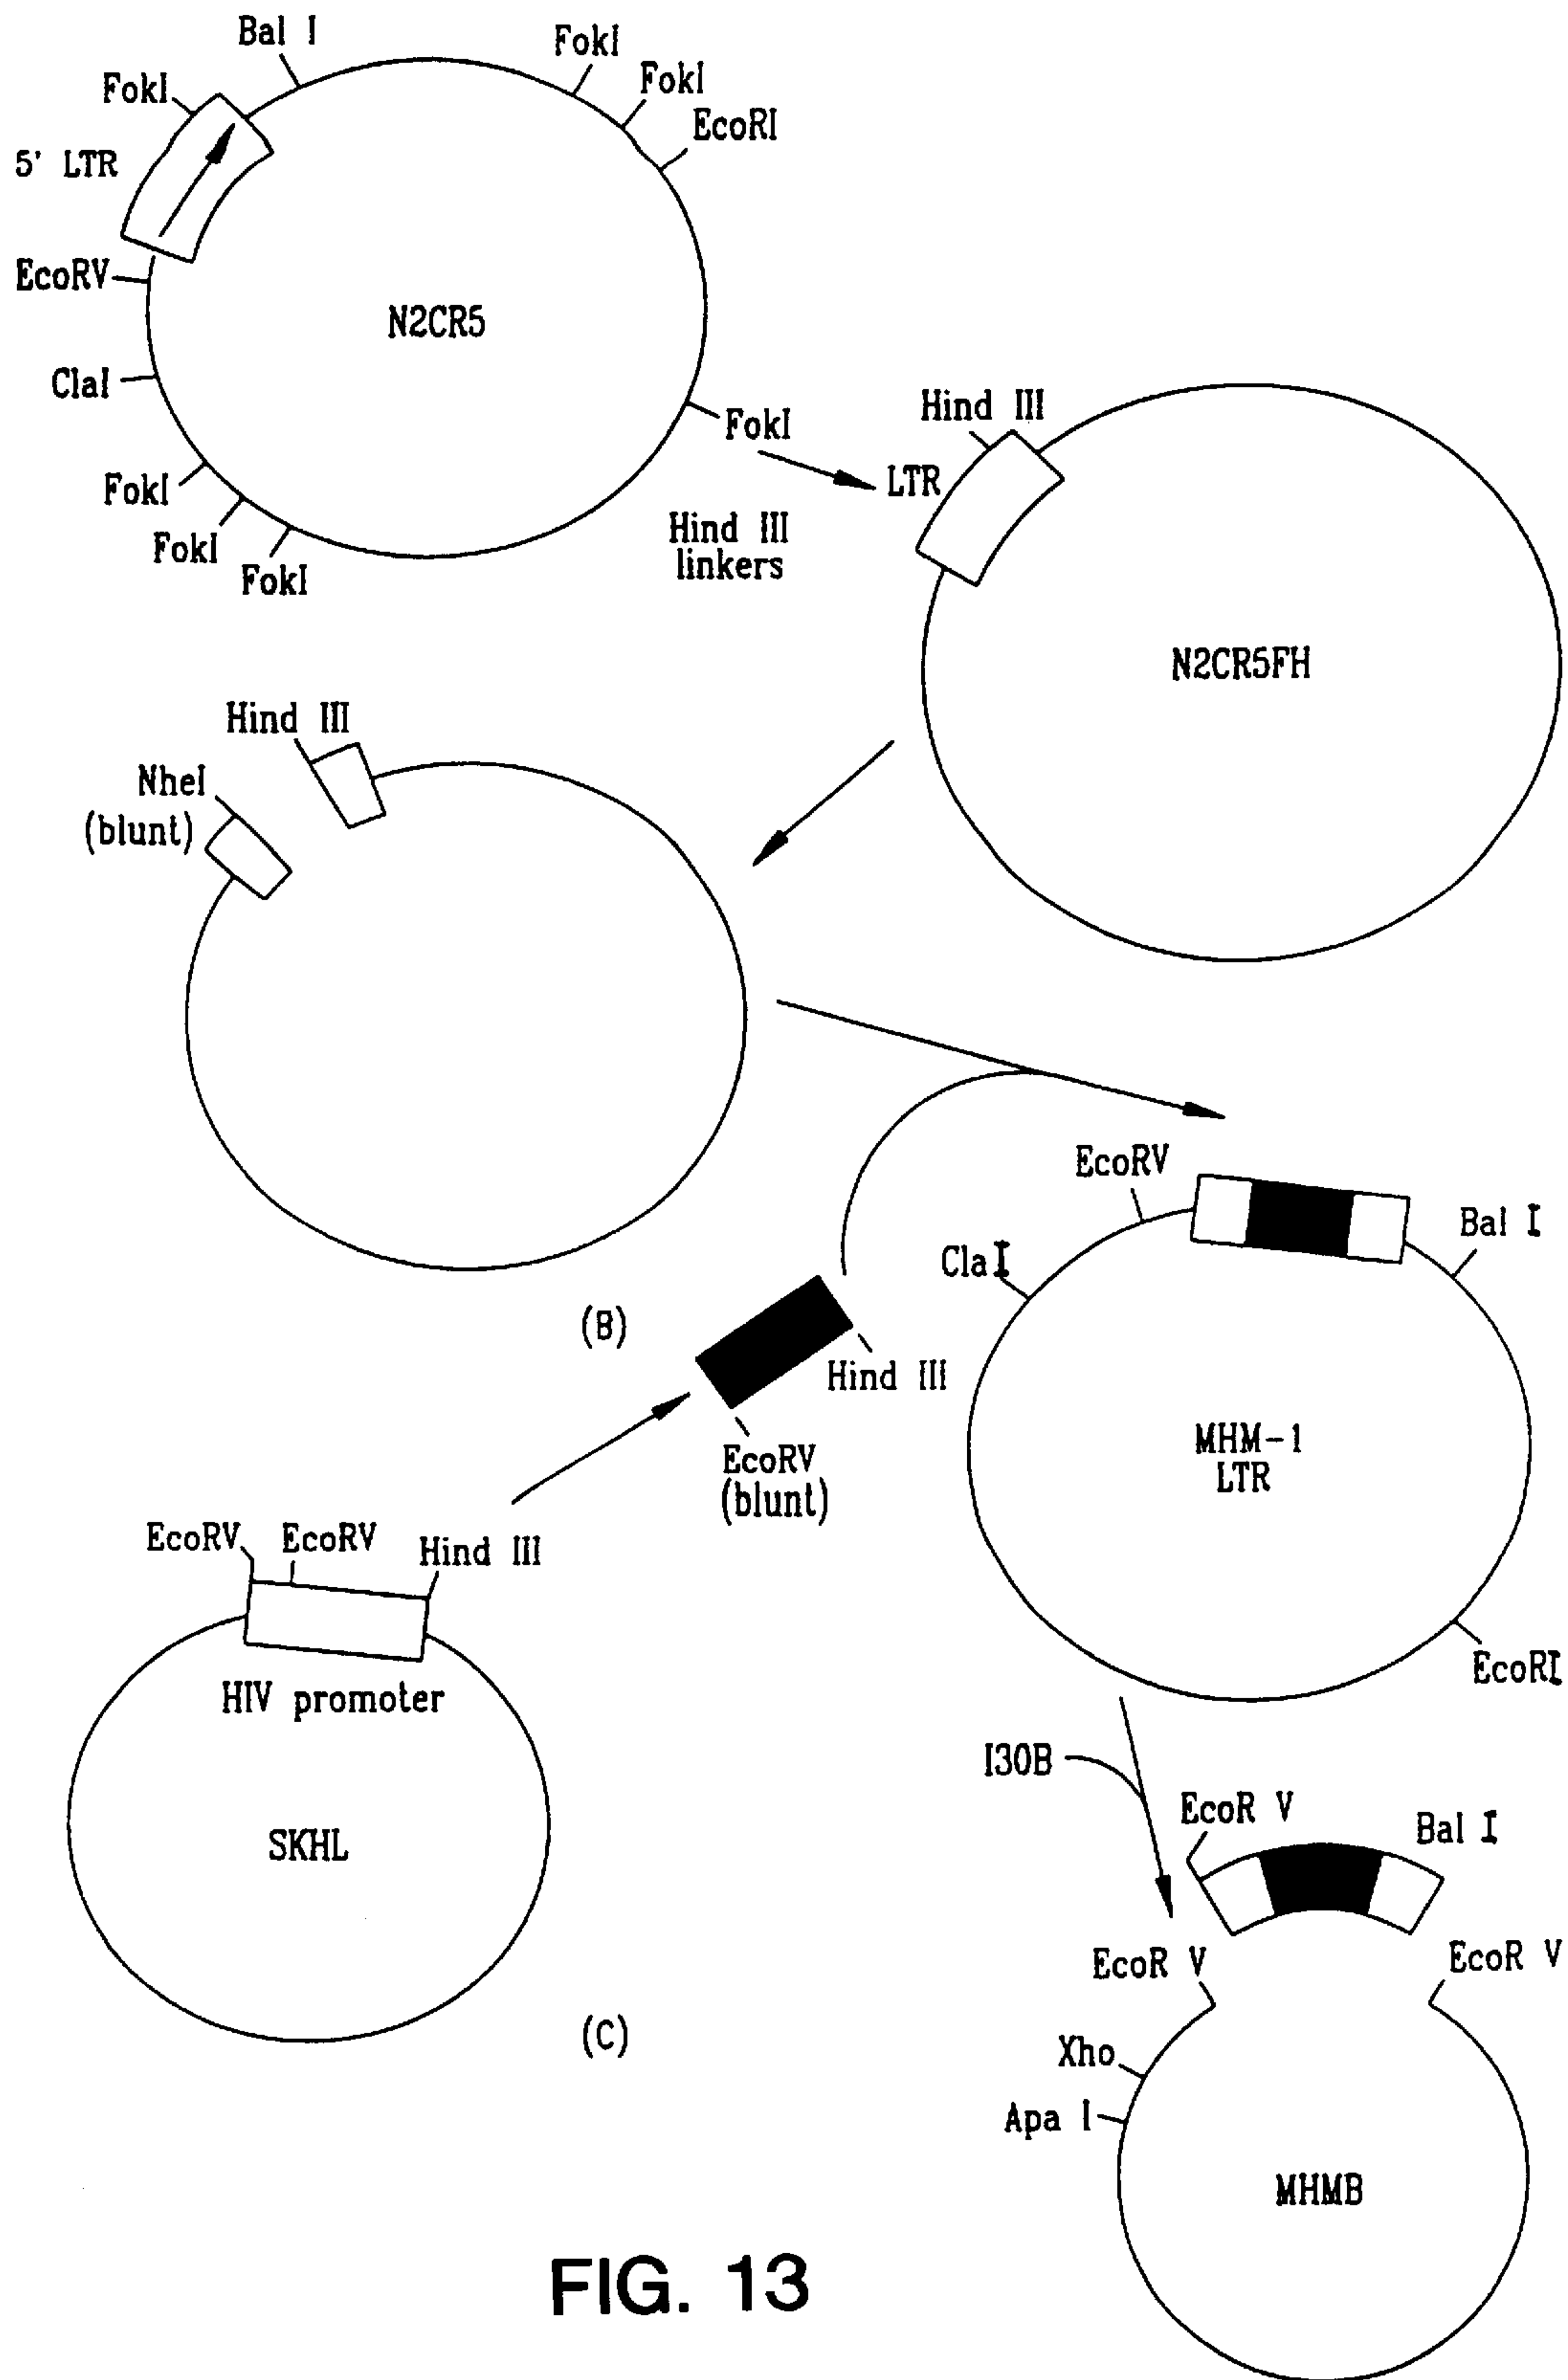 Bal I
FokI
FokI
FokI
EcoRI
5' LTR
EcoRV
N2CR5
ClaI
FokI
FokI
FokI
FokI
Hind III
linkers
Hind III
LTR
N2CR5FH
Hind III
NheI
(blunt)
(B)
EcoRV
Bal I
Cla I
Hind III
EcoRV
(blunt)
MHM-1
LTR
EcoRI
EcoRV
EcoRV
Hind III
HIV promoter
SKHL
(C)
I30B
EcoR V
Bal I
EcoR V
EcoR V
Xho
Apa I
MHMB
FIG. 13